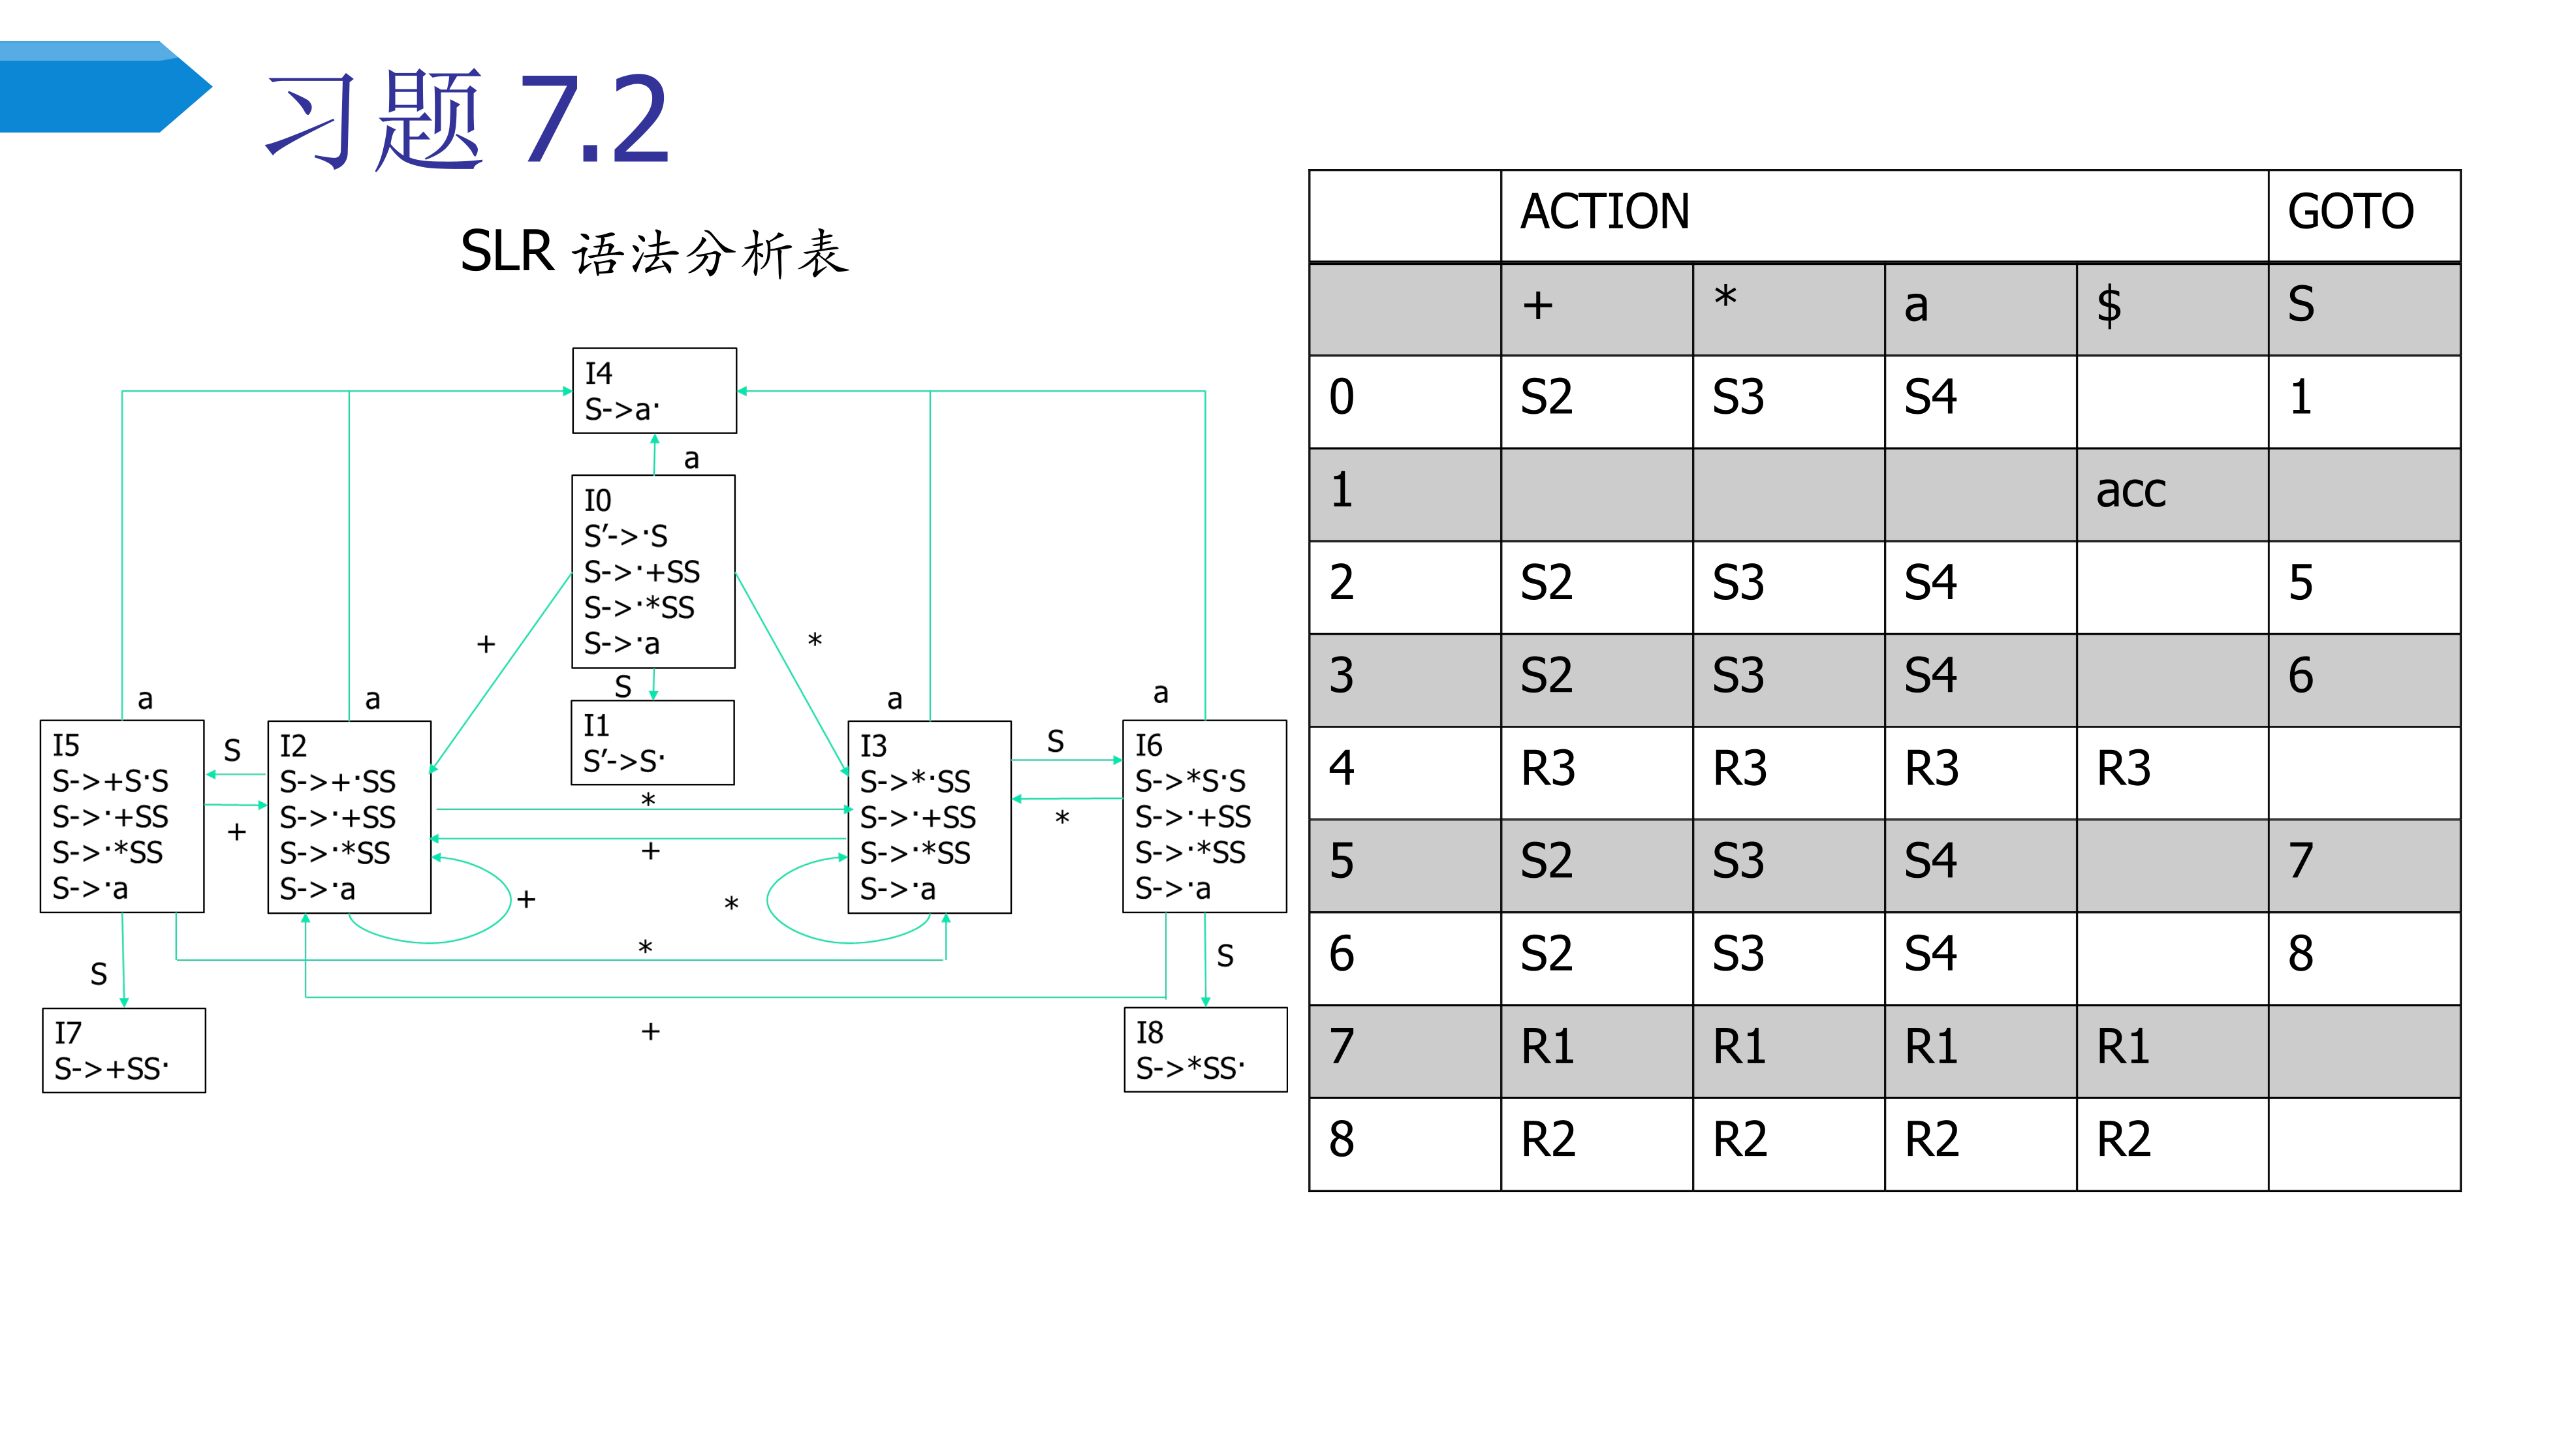 习题 7.2
SLR 语法分析表
I4
S->a·
a
I0
S'->·S
S->·+SS
S->·*SS
S->·a
+
*
S
I1
S'->S·
a
a
a
a
I5
S->+S·S
S->·+SS
S->·*SS
S->·a
S
+
I2
S->+·SS
S->·+SS
S->·*SS
S->·a
*
+
+
*
I3
S->*·SS
S->·+SS
S->·*SS
S->·a
S
*
I6
S->*S·S
S->·+SS
S->·*SS
S->·a
*
S
S
+
I7
S->+SS·
I8
S->*SS·
ACTION GOTO
+ * a $ S
0 S2 S3 S4 1
1 acc
2 S2 S3 S4 5
3 S2 S3 S4 6
4 R3 R3 R3 R3
5 S2 S3 S4 7
6 S2 S3 S4 8
7 R1 R1 R1 R1
8 R2 R2 R2 R2